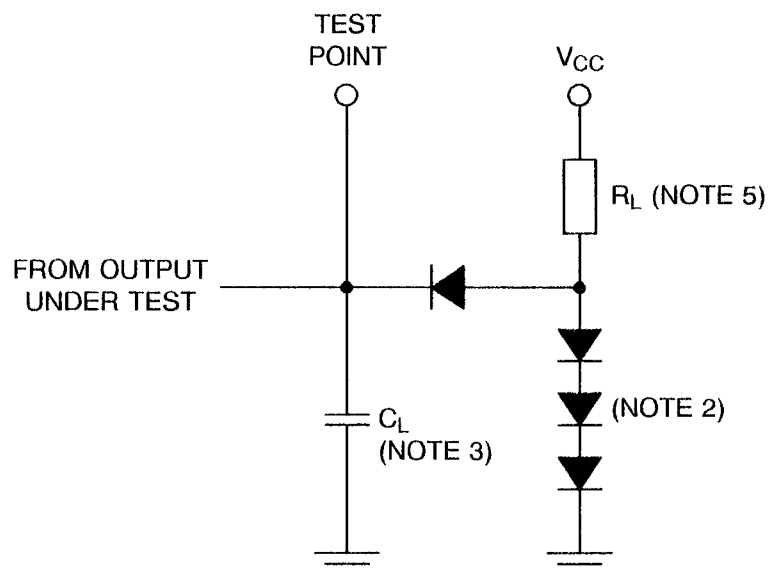 TEST
POINT
VCC
RL (NOTE 5)
FROM OUTPUT
UNDER TEST
(NOTE 2)
CL
(NOTE 3)